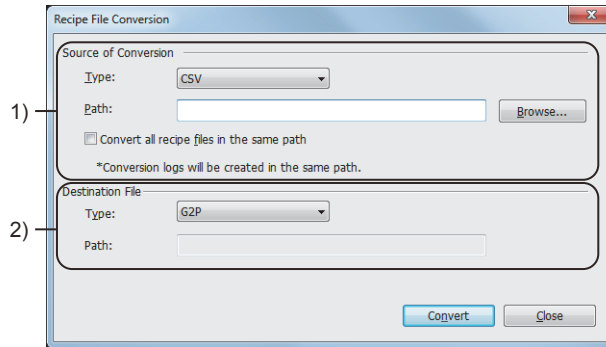 Recipe File Conversion
x
Source of Conversion
Type: CSV
1) Path: Browse...
Convert all recipe files in the same path
*Conversion logs will be created in the same path.
Destination File
Type: G2P
2)
Path:
Convert Close